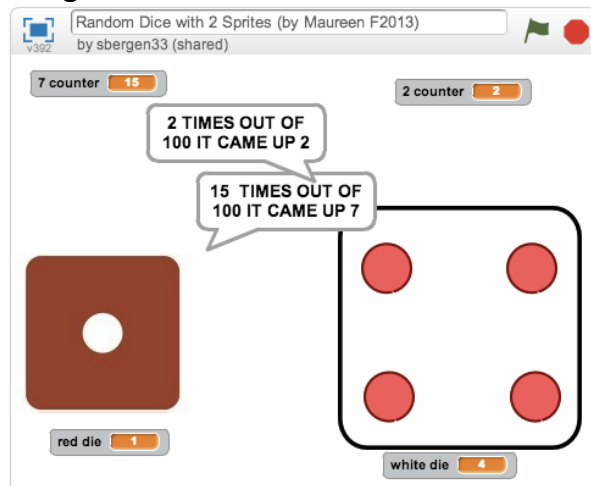 Random Dice with 2 Sprites (by Maureen F2013)
v392
by sbergen33 (shared)
7 counter 15
2 counter 2
2 TIMES OUT OF
100 IT CAME UP 2
15 TIMES OUT OF
100 IT CAME UP 7
red die 1
white die 4